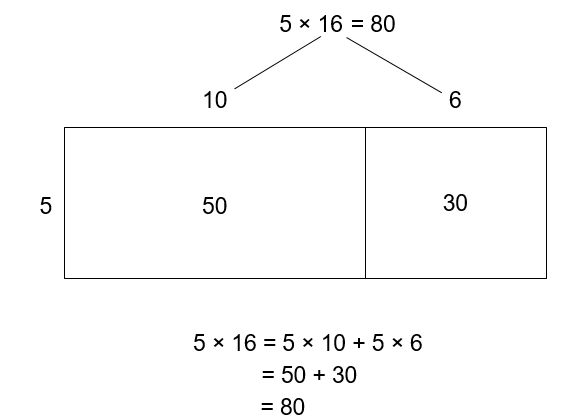 5 × 16 = 80
10 6
5 50 30
5 × 16 = 5 × 10 + 5 × 6
= 50 + 30
= 80